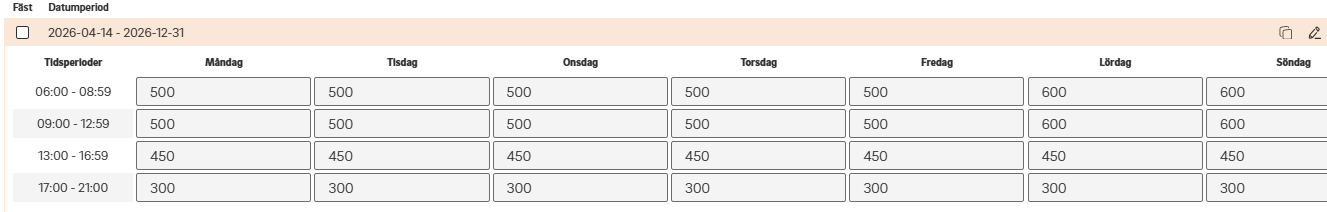 Fäst Datumperiod
2026-04-14 - 2026-12-31
Tidsperioder Måndag Tisdag Onsdag Torsdag Fredag Lördag Söndag
06:00 - 08:59 500 500 500 500 500 600 600
09:00 - 12:59 500 500 500 500 500 600 600
13:00 - 16:59 450 450 450 450 450 450 450
17:00 - 21:00 300 300 300 300 300 300 300